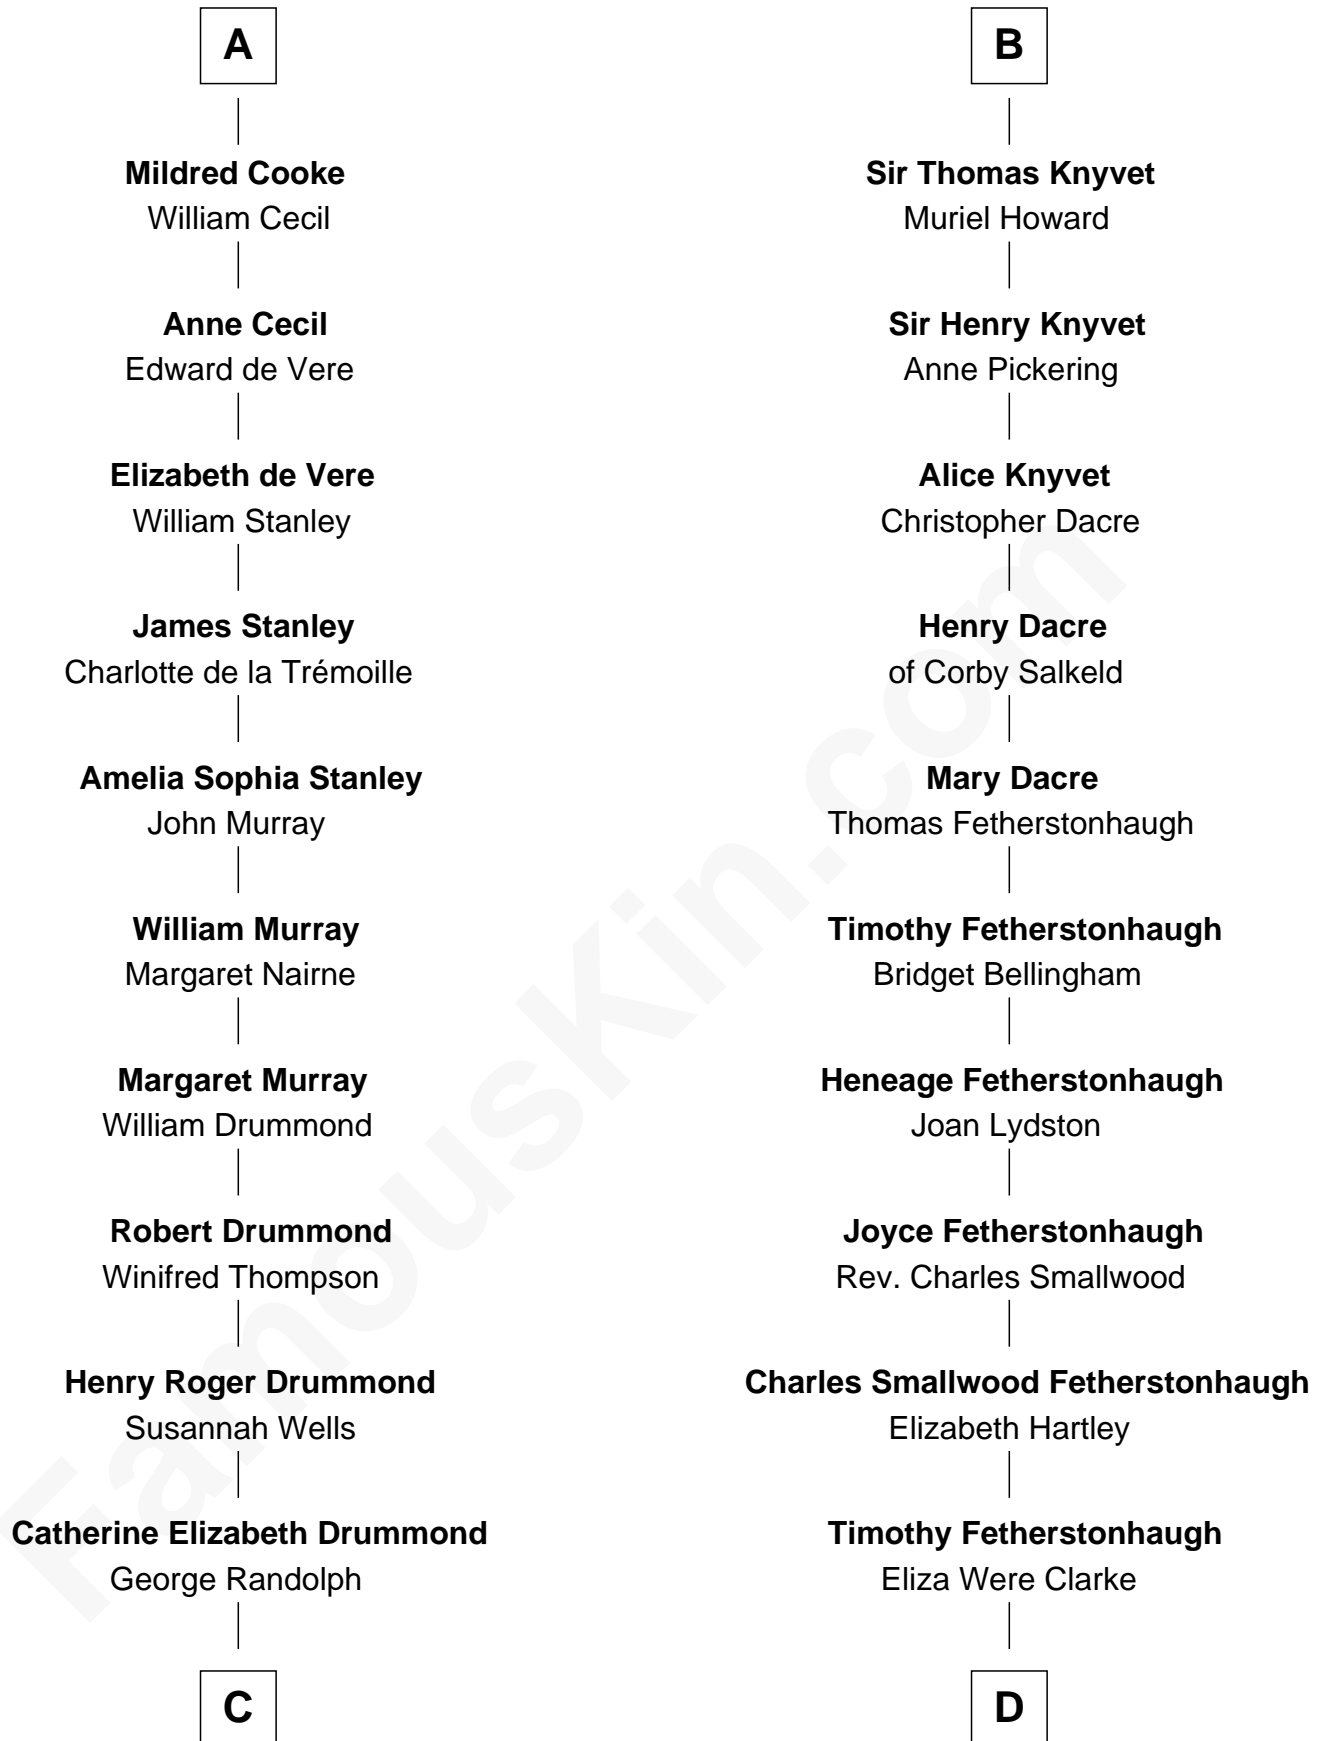 A
Mildred Cooke
William Cecil
Anne Cecil
Edward de Vere
Elizabeth de Vere
William Stanley
James Stanley
Charlotte de la Trémoille
Amelia Sophia Stanley
John Murray
William Murray
Margaret Nairne
Margaret Murray
William Drummond
Robert Drummond
Winifred Thompson
Henry Roger Drummond
Susannah Wells
Catherine Elizabeth Drummond
George Randolph
C
B
Sir Thomas Knyvet
Muriel Howard
Sir Henry Knyvet
Anne Pickering
Alice Knyvet
Christopher Dacre
Henry Dacre
of Corby Salkeld
Mary Dacre
Thomas Fetherstonhaugh
Timothy Fetherstonhaugh
Bridget Bellingham
Heneage Fetherstonhaugh
Joan Lydston
Joyce Fetherstonhaugh
Rev. Charles Smallwood
Charles Smallwood Fetherstonhaugh
Elizabeth Hartley
Timothy Fetherstonhaugh
Eliza Were Clarke
D
FamousKin.com